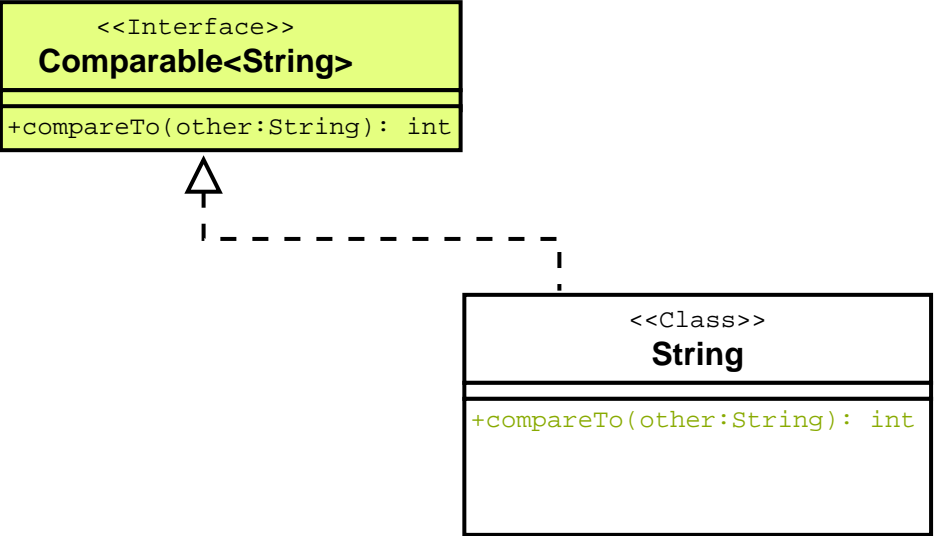 <<Interface>>
Comparable<String>
+compareTo(other:String): int
<<Class>>
String
+compareTo(other:String): int